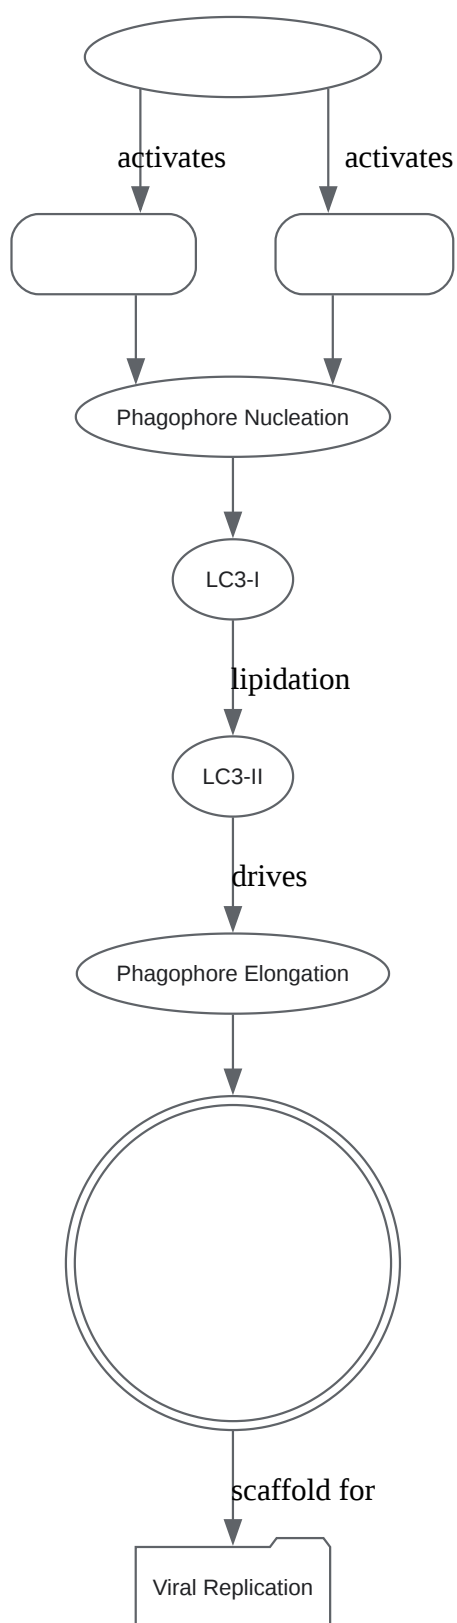 activates
activates
Phagophore Nucleation
LC3-I
lipidation
LC3-II
drives
Phagophore Elongation
scaffold for
Viral Replication